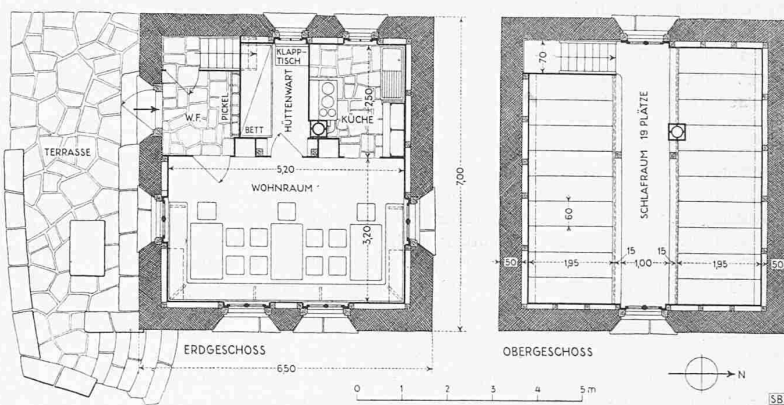 TERRASSE
W.F.
PICKEL
BETT
KLAPP-
TISCH
HÜTTENWART
KÜCHE
2,50
5,20
WOHNRAUM
3,20
7,00
ERDGESCHOSS
6,50
70
60
SCHLAFRAUM 19 PLÄTZE
50
1,95
15
1,00
15
1,95
50
OBERGESCHOSS
N
0 1 2 3 4 5 m
SB